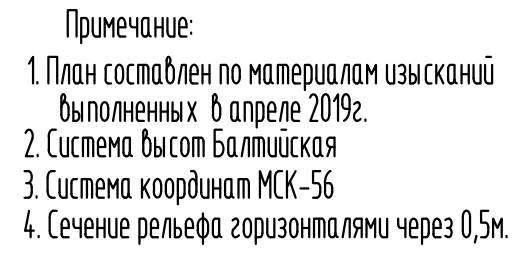 Примечание:
1. План составлен по материалам изысканий
выполненных в апреле 2019г.
2. Система высот Балтийская
3. Система координат МСК-56
4. Сечение рельефа горизонталями через 0,5м.